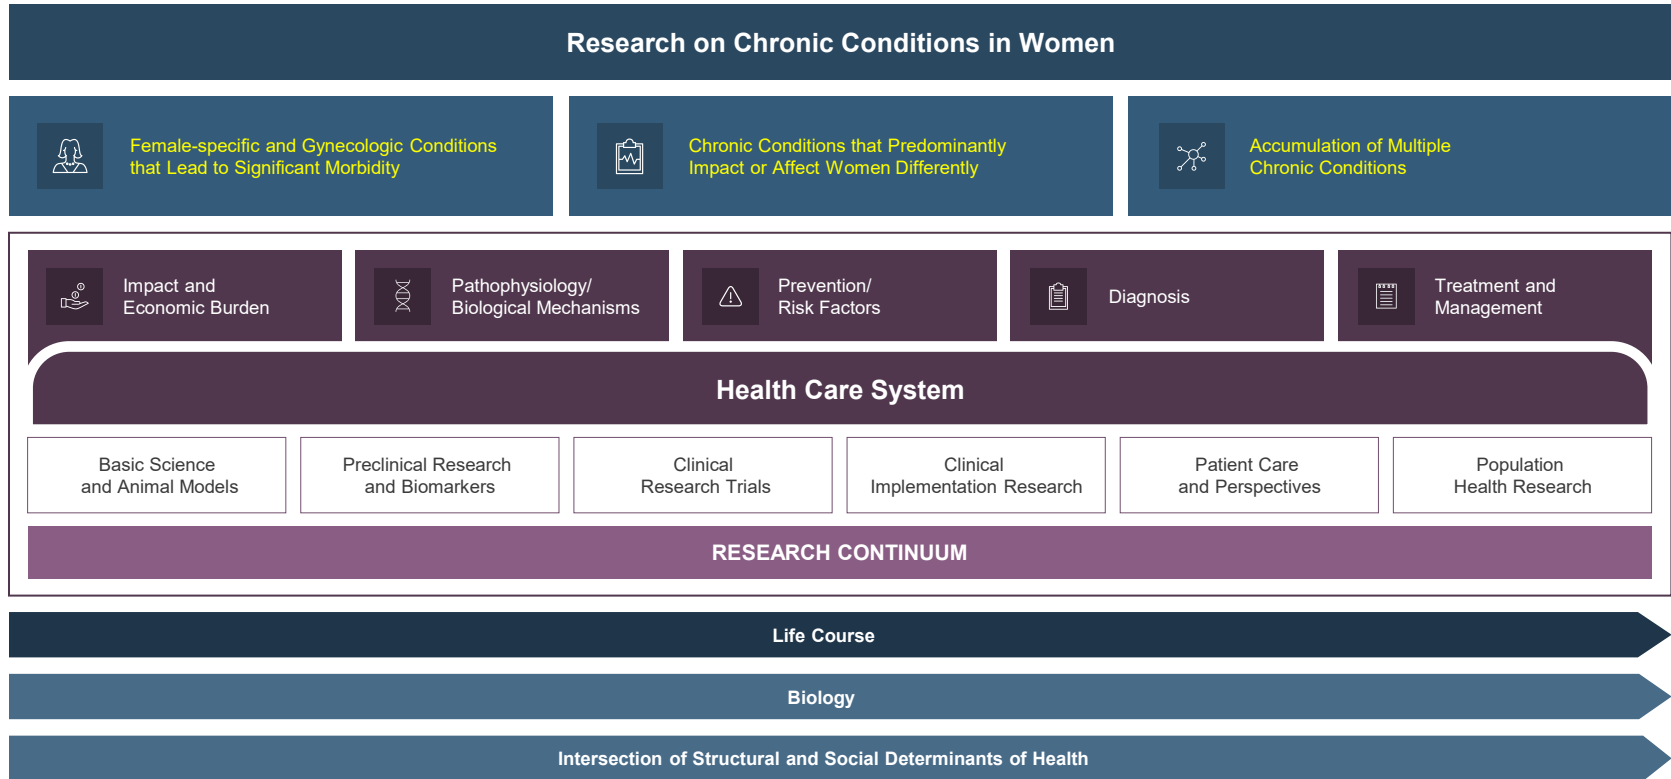 Research on Chronic Conditions in Women
Female-specific and Gynecologic Conditions
that Lead to Significant Morbidity
Chronic Conditions that Predominantly
Impact or Affect Women Differently
Accumulation of Multiple
Chronic Conditions
Impact and
Economic Burden
Pathophysiology/
Biological Mechanisms
Prevention/
Risk Factors
Diagnosis
Treatment and
Management
Health Care System
Basic Science
and Animal Models
Preclinical Research
and Biomarkers
Clinical
Research Trials
Clinical
Implementation Research
Patient Care
and Perspectives
Population
Health Research
RESEARCH CONTINUUM
Life Course
Biology
Intersection of Structural and Social Determinants of Health